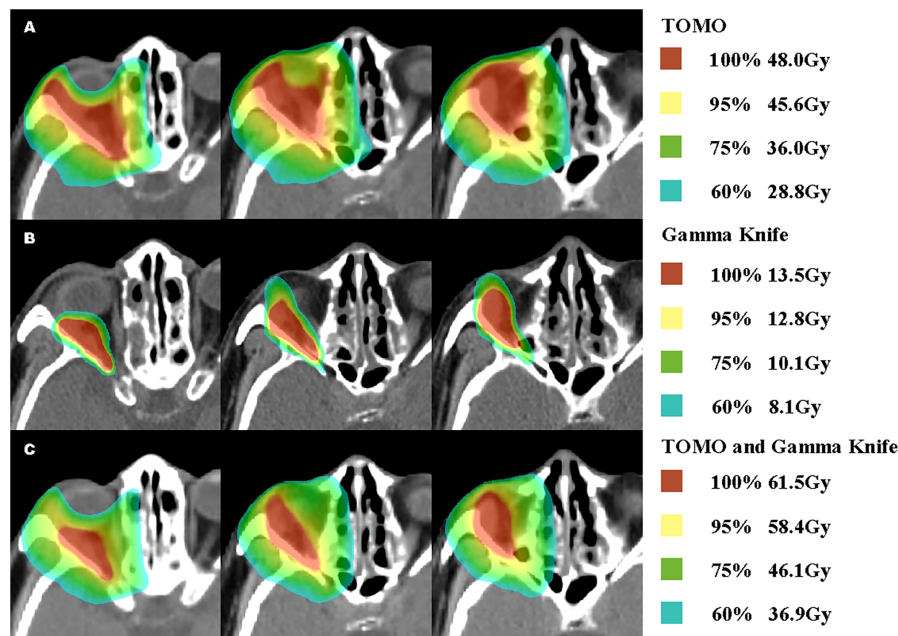 A
TOMO
100% 48.0Gy
95% 45.6Gy
75% 36.0Gy
60% 28.8Gy
B
Gamma Knife
100% 13.5Gy
95% 12.8Gy
75% 10.1Gy
60% 8.1Gy
C
TOMO and Gamma Knife
100% 61.5Gy
95% 58.4Gy
75% 46.1Gy
60% 36.9Gy